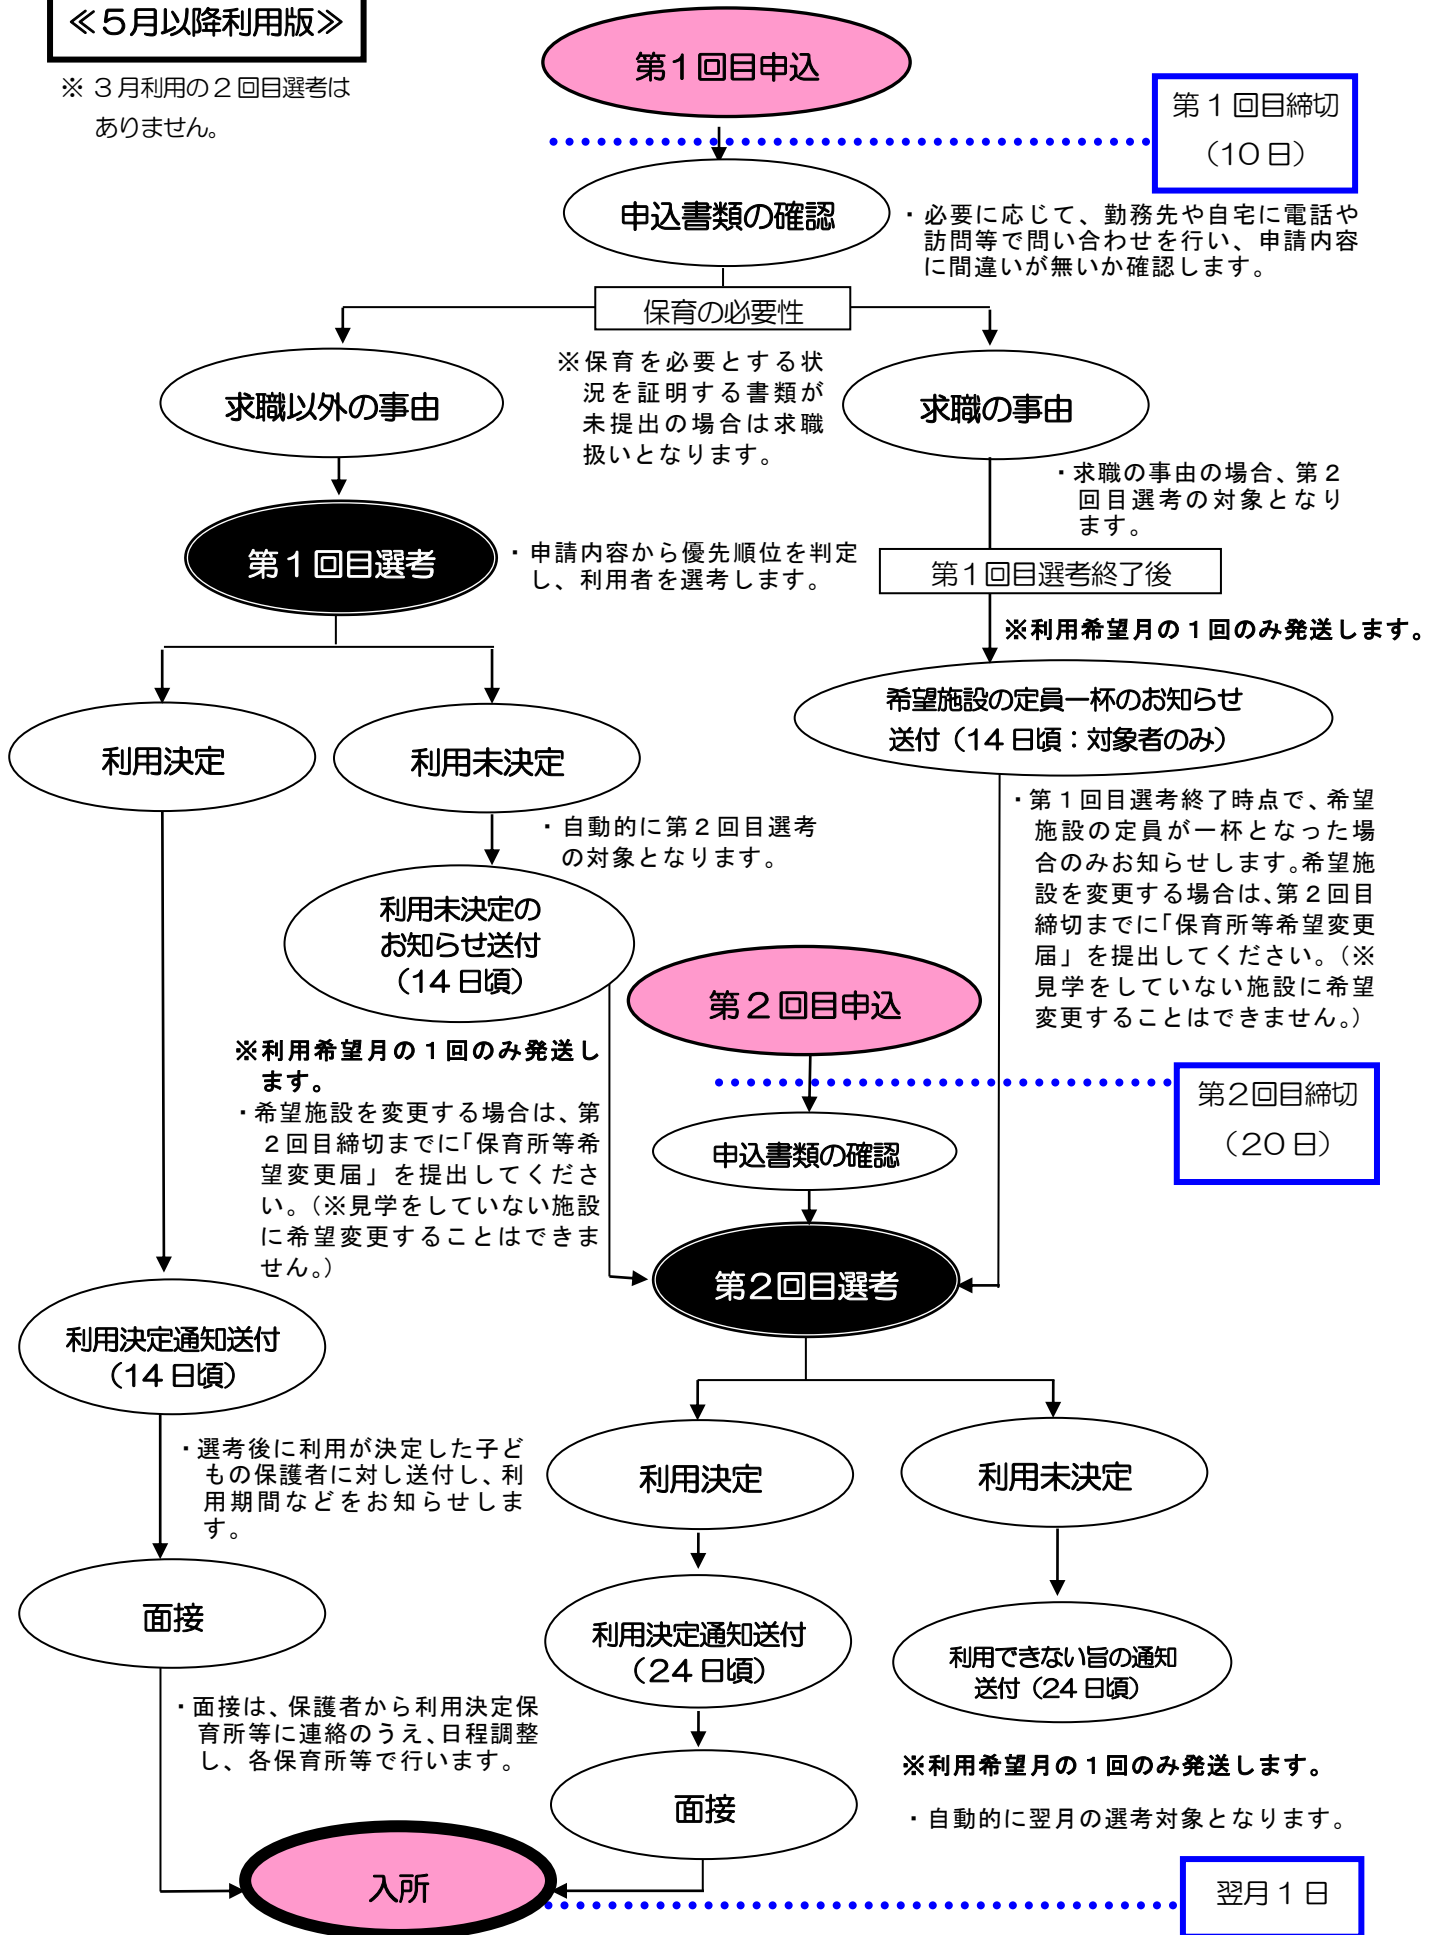 ≪５月以降利用版≫
※ ３月利用の２回目選考は
ありません。
第１回目申込
第１回目締切
（10日）
申込書類の確認
・必要に応じて、勤務先や自宅に電話や
訪問等で問い合わせを行い、申請内容
に間違いが無いか確認します。
保育の必要性
※保育を必要とする状
況を証明する書類が
未提出の場合は求職
扱いとなります。
求職以外の事由
求職の事由
・求職の事由の場合、第２
回目選考の対象となり
ます。
第１回目選考
・申請内容から優先順位を判定
し、利用者を選考します。
第１回目選考終了後
※利用希望月の１回のみ発送します。
希望施設の定員一杯のお知らせ
送付（14日頃：対象者のみ）
利用決定
利用未決定
・自動的に第２回目選考
の対象となります。
・第１回目選考終了時点で、希望
施設の定員が一杯となった場
合のみお知らせします。希望施
設を変更する場合は、第２回目
締切までに「保育所等希望変更
届」を提出してください。（※
見学をしていない施設に希望
変更することはできません。）
利用未決定の
お知らせ送付
（14日頃）
※利用希望月の１回のみ発送し
ます。
・希望施設を変更する場合は、第
２回目締切までに「保育所等希
望変更届」を提出してくださ
い。（※見学をしていない施設
に希望変更することはできま
せん。）
第２回目申込
第２回目締切
（20日）
申込書類の確認
第２回目選考
利用決定通知送付
（14日頃）
・選考後に利用が決定した子ど
もの保護者に対し送付し、利
用期間などをお知らせしま
す。
利用決定
利用未決定
面接
利用決定通知送付
（24日頃）
利用できない旨の通知
送付（24日頃）
・面接は、保護者から利用決定保
育所等に連絡のうえ、日程調整
し、各保育所等で行います。
※利用希望月の１回のみ発送します。
・自動的に翌月の選考対象となります。
面接
入所
翌月１日